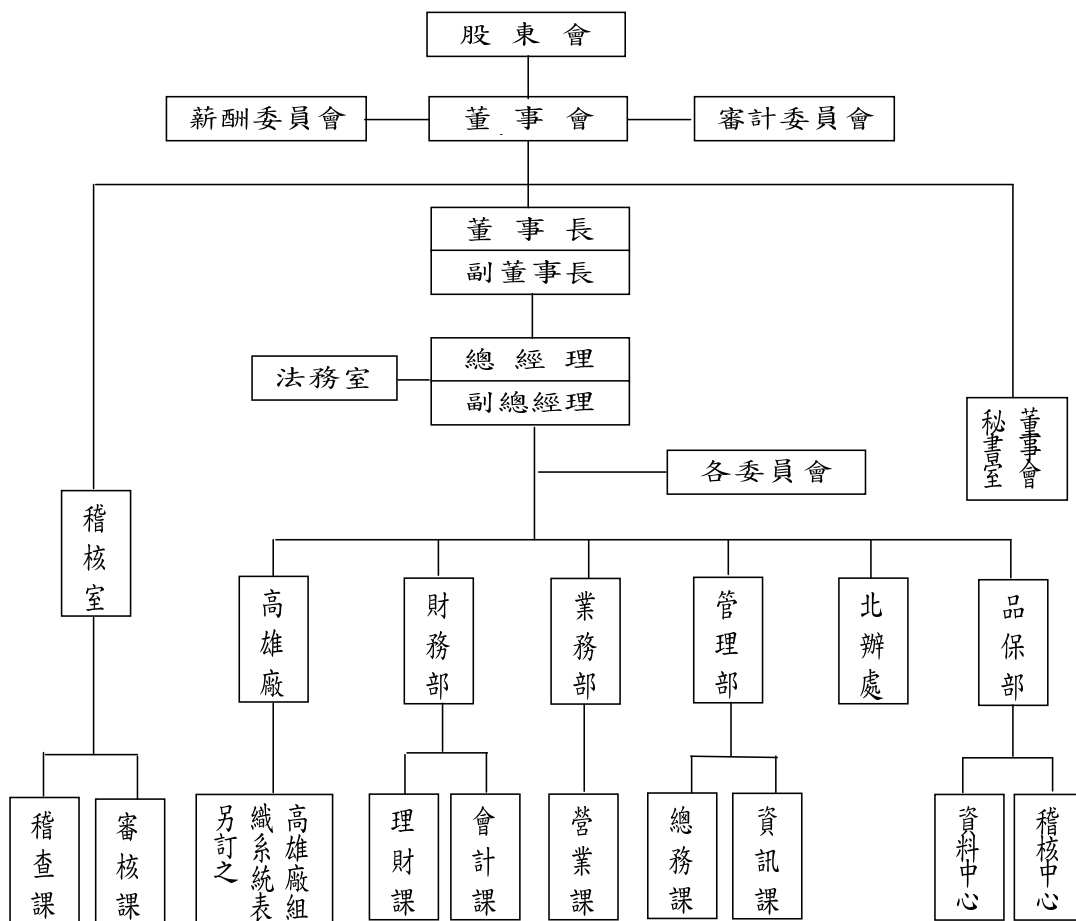 股東會
薪酬委員會
董事會
審計委員會
董事長
副董事長
總經理
副總經理
法務室
董事會
秘書室
各委員會
稽核室
高雄廠
財務部
業務部
管理部
北辦處
品保部
稽查課
審核課
高雄廠組
織系統表
另訂之
理財課
會計課
營業課
總務課
資訊課
資料中心
稽核中心